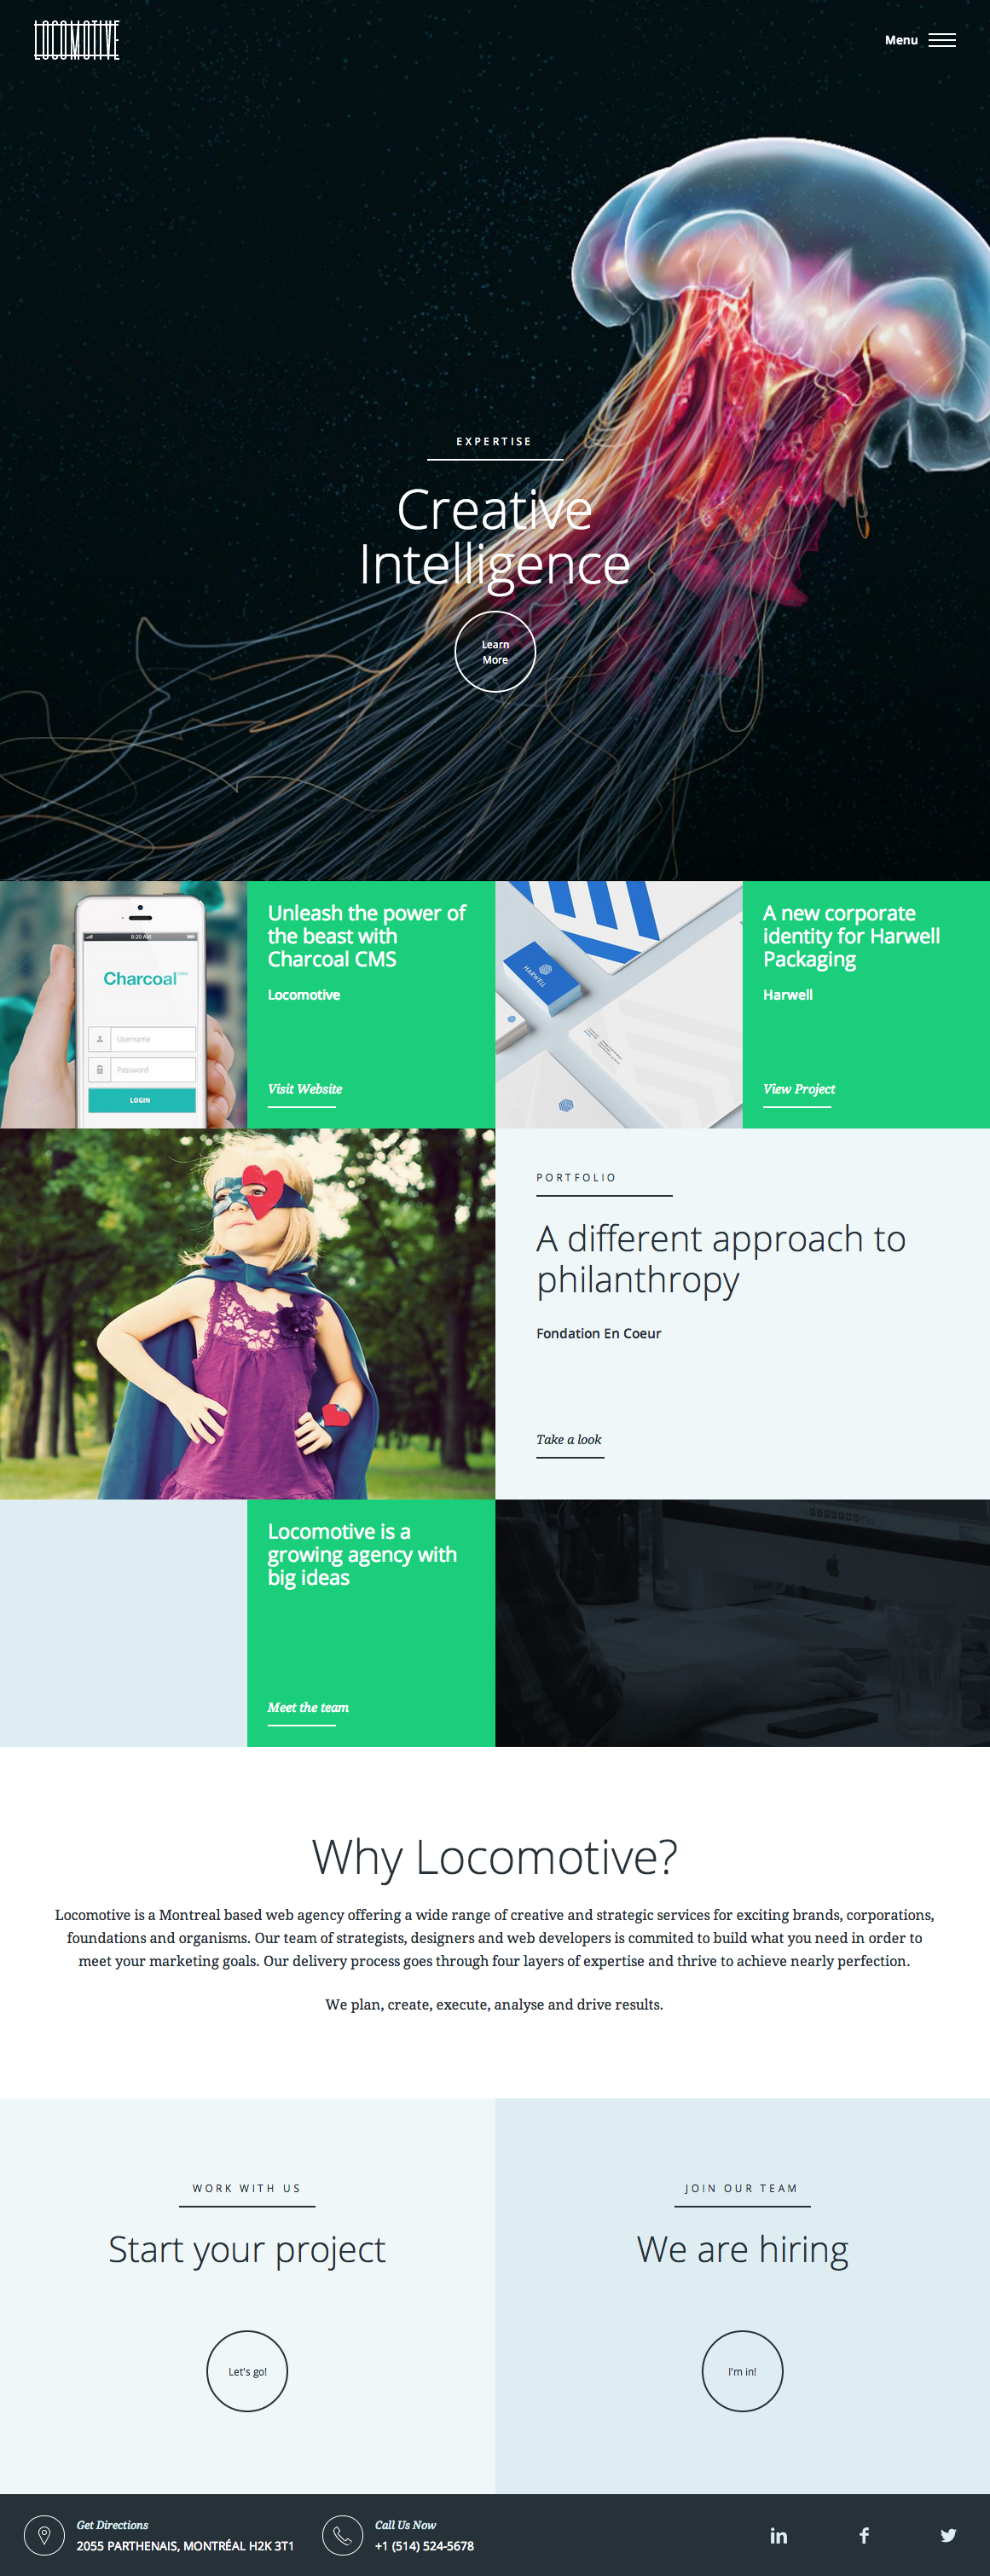 LOCOMOTIVE
Menu
EXPERTISE
Creative
Intelligence
Learn
More
9:20 AM
Charcoal CMS
Username
Password
LOGIN
Unleash the power of
the beast with
Charcoal CMS
Locomotive
Visit Website
HARWELL
A new corporate
identity for Harwell
Packaging
Harwell
View Project
PORTFOLIO
A different approach to
philanthropy
Fondation En Coeur
Take a look
Locomotive is a
growing agency with
big ideas
Meet the team
Why Locomotive?
Locomotive is a Montreal based web agency offering a wide range of creative and strategic services for exciting brands, corporations,
foundations and organisms. Our team of strategists, designers and web developers is commited to build what you need in order to
meet your marketing goals. Our delivery process goes through four layers of expertise and thrive to achieve nearly perfection.
We plan, create, execute, analyse and drive results.
WORK WITH US
Start your project
Let's go!
JOIN OUR TEAM
We are hiring
I'm in!
Get Directions
2055 PARTHENAIS, MONTRÉAL H2K 3T1
Call Us Now
+1 (514) 524-5678